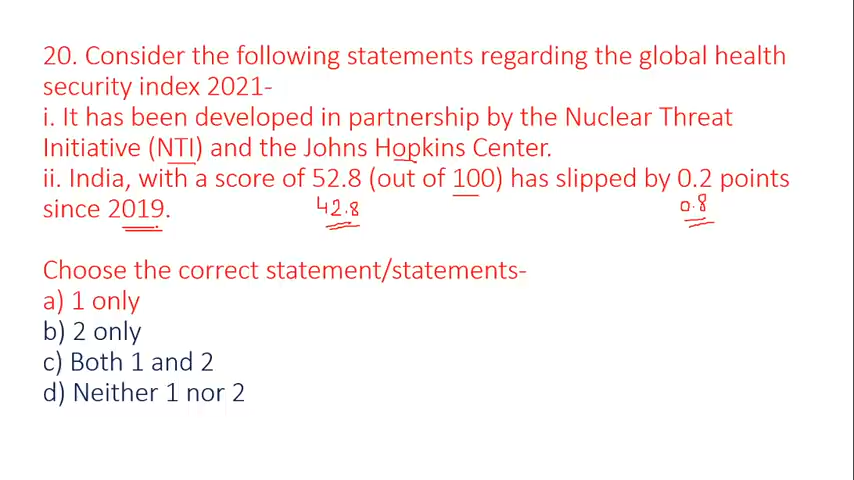 20. Consider the following statements regarding the global health
security index 2021-
i. It has been developed in partnership by the Nuclear Threat
Initiative (NTI) and the Johns Hopkins Center.
ii. India, with a score of 52.8 (out of 100) has slipped by 0.2 points
since 2019.
42.8
0.8
Choose the correct statement/statements-
a) 1 only
b) 2 only
c) Both 1 and 2
d) Neither 1 nor 2